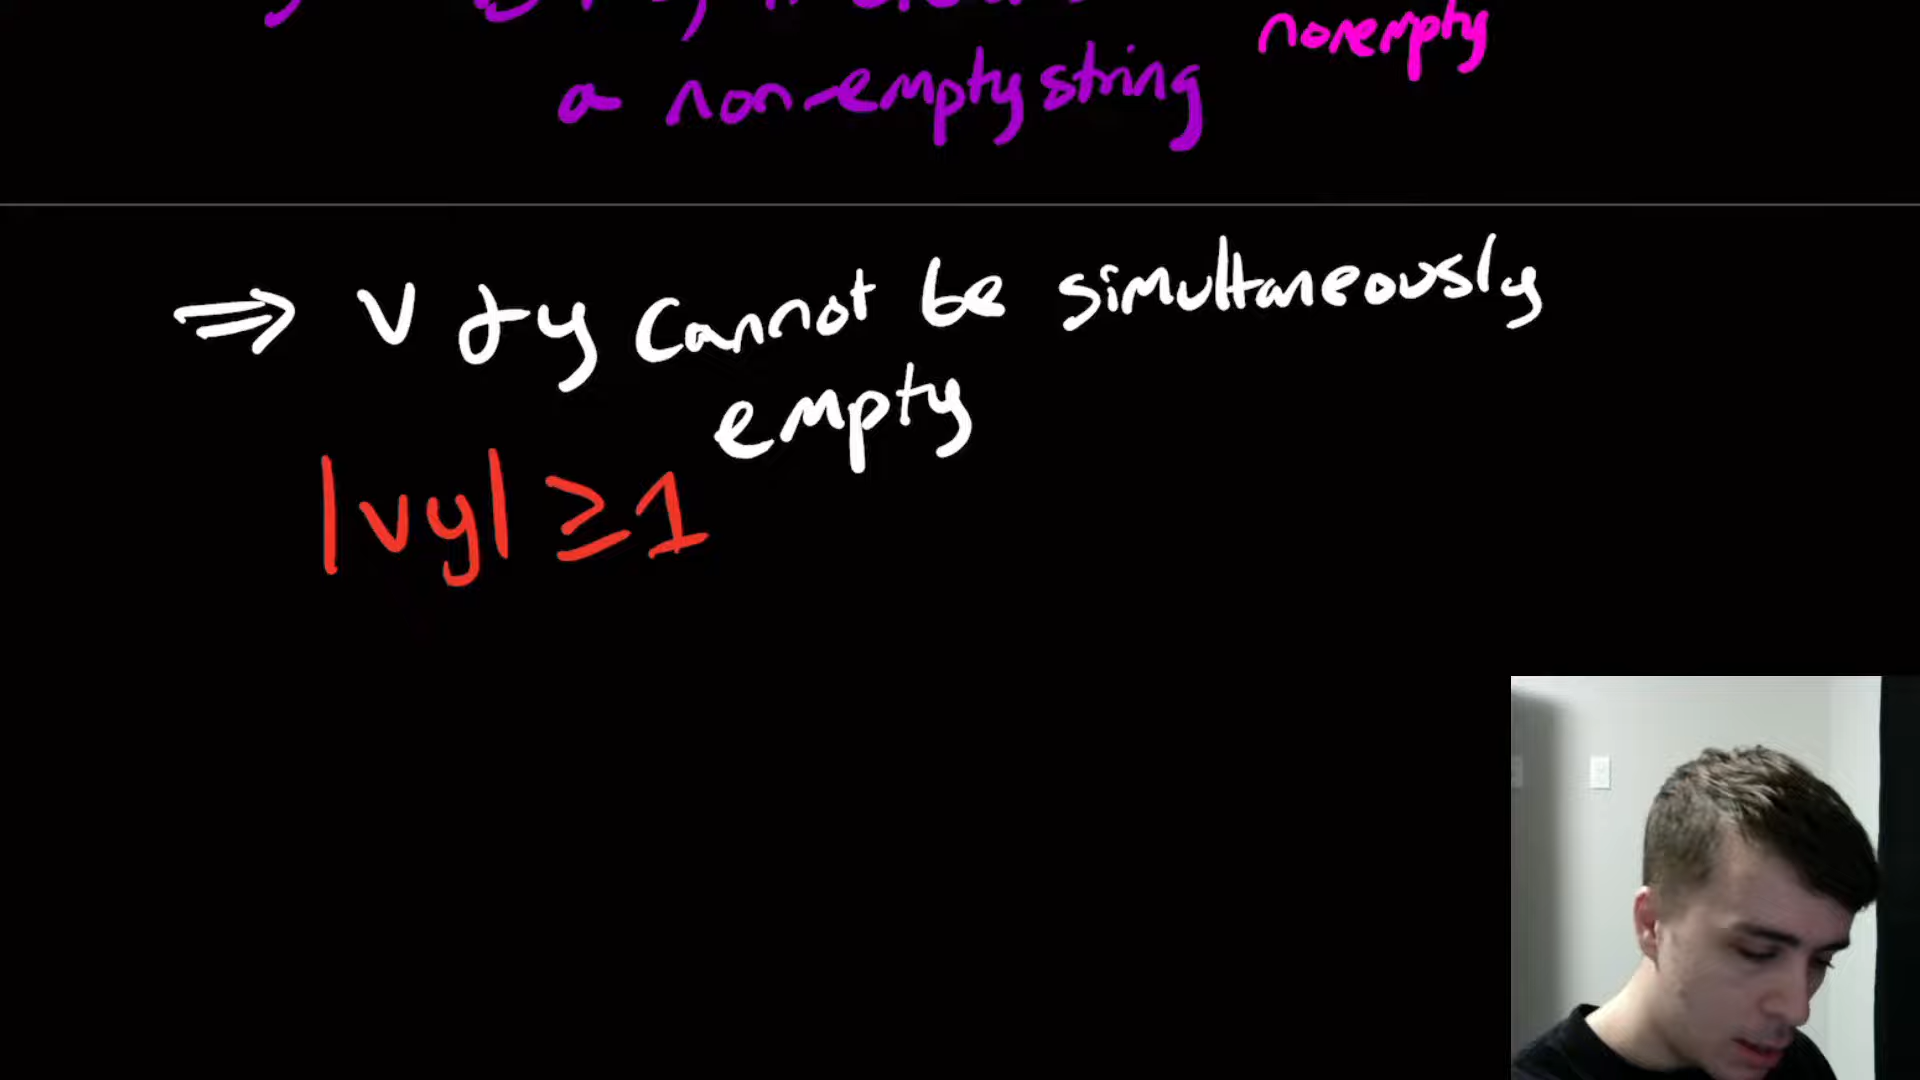 nonempty
a non-empty string
⇒ v & y cannot be simultaneously
empty
|vy| ≥ 1